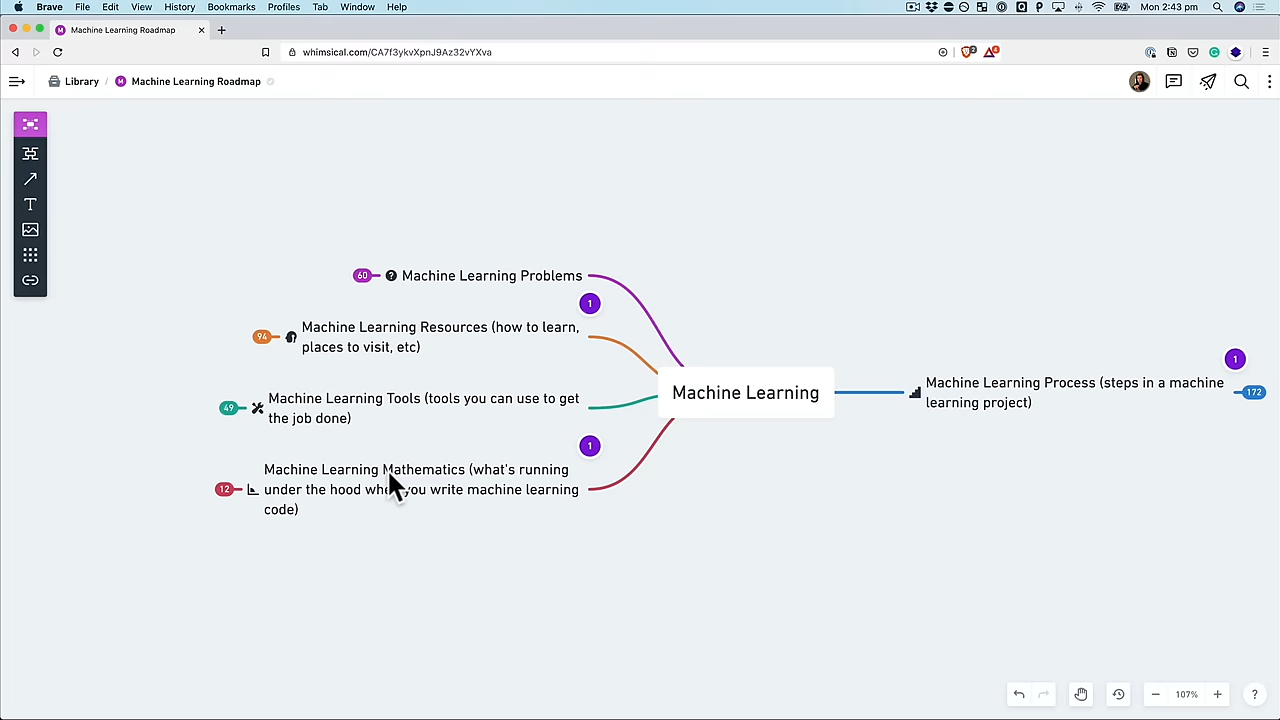 Brave File Edit View History Bookmarks Profiles Tab Window Help
Mon 2:43 pm
Machine Learning Roadmap
whimsical.com/CA7f3ykvXpnJ9Az32vYXva
2
4
Library / Machine Learning Roadmap
60 Machine Learning Problems
1
94 Machine Learning Resources (how to learn,
places to visit, etc)
49 Machine Learning Tools (tools you can use to get
the job done)
1
12 Machine Learning Mathematics (what's running
under the hood when you write machine learning
code)
Machine Learning
1
Machine Learning Process (steps in a machine
learning project)
172
107%